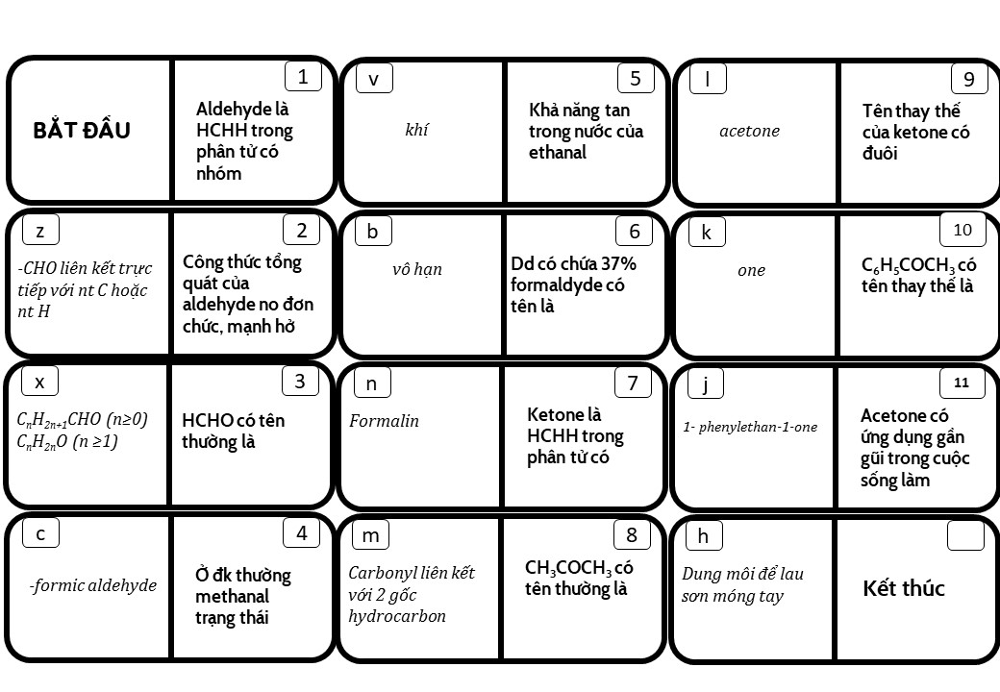 BẮT ĐẦU
1
Aldehyde là
HCHH trong
phân tử có
nhóm
z
-CHO liên kết trực
tiếp với nt C hoặc
nt H
2
Công thức tổng
quát của
aldehyde no đơn
chức, mạnh hở
x
CₙH₂ₙ₊₁CHO (n≥0)
CₙH₂ₙO (n ≥1)
3
HCHO có tên
thường là
c
-formic aldehyde
4
Ở đk thường
methanal
trạng thái
v
khí
5
Khả năng tan
trong nước của
ethanal
b
vô hạn
6
Dd có chứa 37%
formaldyde có
tên là
n
Formalin
7
Ketone là
HCHH trong
phân tử có
m
Carbonyl liên kết
với 2 gốc
hydrocarbon
8
CH₃COCH₃ có
tên thường là
l
acetone
9
Tên thay thế
của ketone có
đuôi
k
one
10
C₆H₅COCH₃ có
tên thay thế là
j
1- phenylethan-1-one
11
Acetone có
ứng dụng gần
gũi trong cuộc
sống làm
h
Dung môi để lau
sơn móng tay
Kết thúc